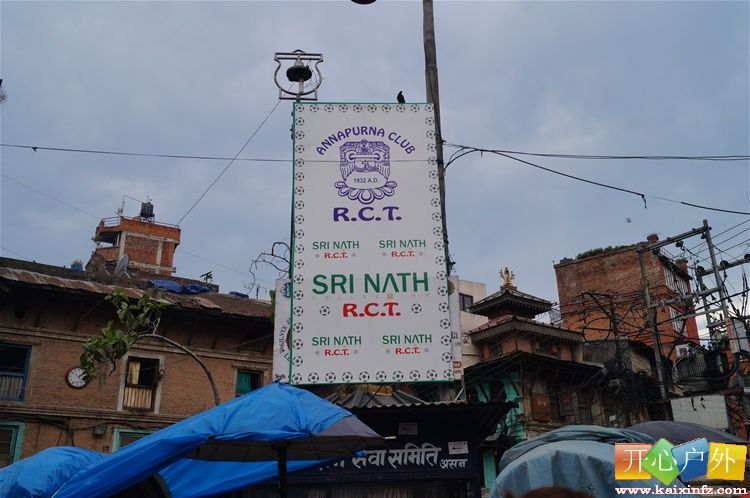 ANNAPURNA CLUB
1932 A.D.
R.C.T.
SRI NATH SRI NATH
R.C.T. R.C.T.
SRI NATH
R.C.T.
SRI NATH SRI NATH
R.C.T. R.C.T.
सेवा समिति
असन
开心户外
www.kaixinfz.com